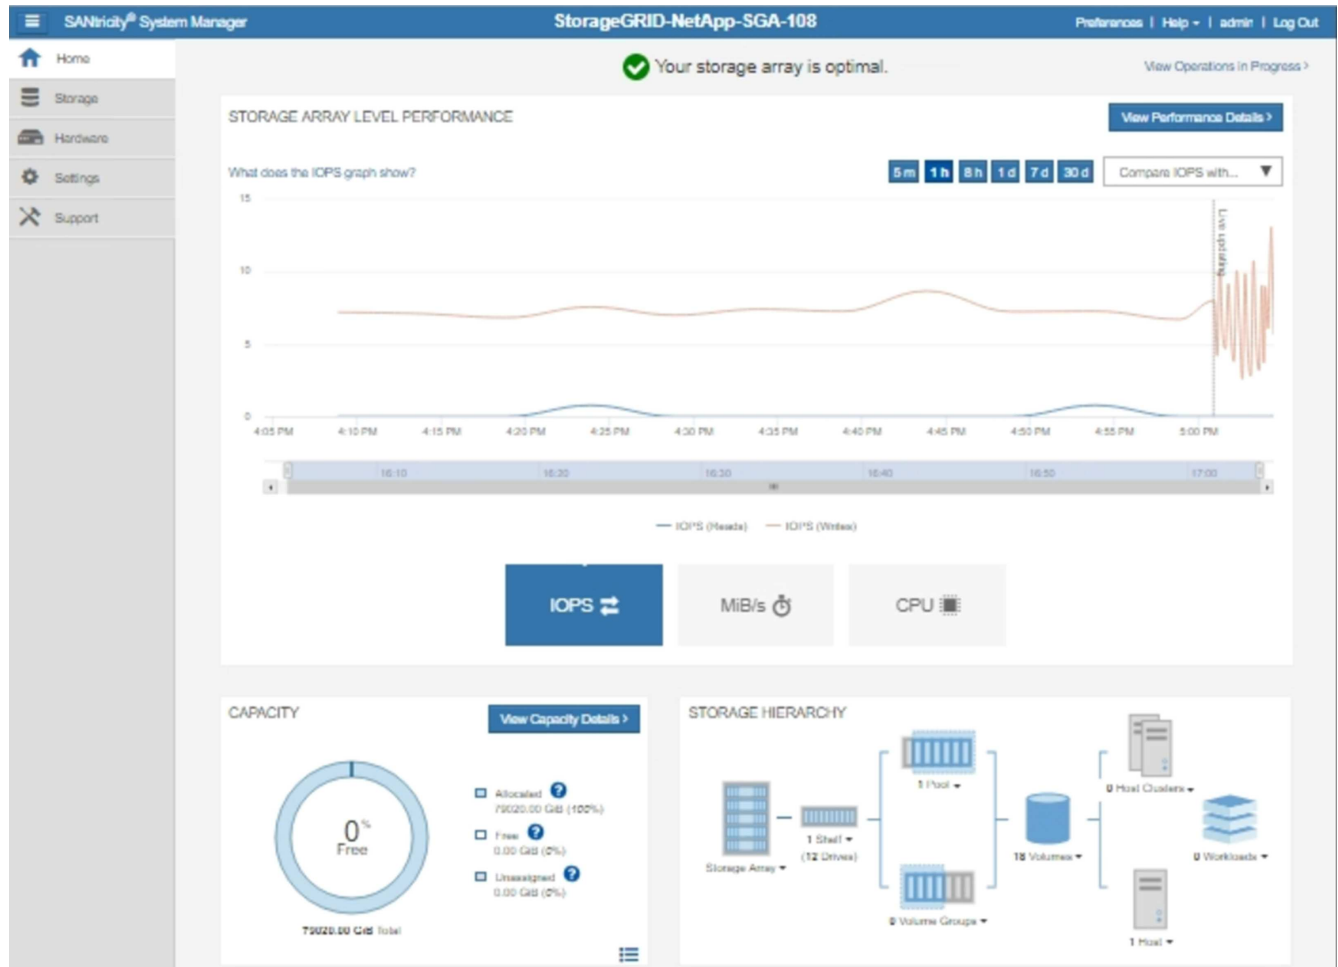 SANtricity® System Manager
StorageGRID-NetApp-SGA-108
Preferences | Help | admin | Log Out
Home
Storage
Hardware
Settings
Support
Your storage array is optimal.
View Operations in Progress >
STORAGE ARRAY LEVEL PERFORMANCE
View Performance Details >
What does the IOPS graph show?
5 m 1 h 8 h 1 d 7 d 30 d
Compare IOPS with...
15
10
5
0
Live updating
4:05 PM 4:10 PM 4:15 PM 4:20 PM 4:25 PM 4:30 PM 4:35 PM 4:40 PM 4:45 PM 4:50 PM 4:55 PM 5:00 PM
16:10 16:20 16:30 16:40 16:50 17:00
IOPS (Reads) IOPS (Writes)
IOPS
MiB/s
CPU
CAPACITY
View Capacity Details >
0%
Free
79020.00 GiB Total
Allocated ?
79020.00 GiB (100%)
Free ?
0.00 GiB (0%)
Unassigned ?
0.00 GiB (0%)
STORAGE HIERARCHY
Storage Array
1 Shelf
(12 Drives)
1 Pool
0 Volume Groups
18 Volumes
0 Host Clusters
1 Host
0 Workloads